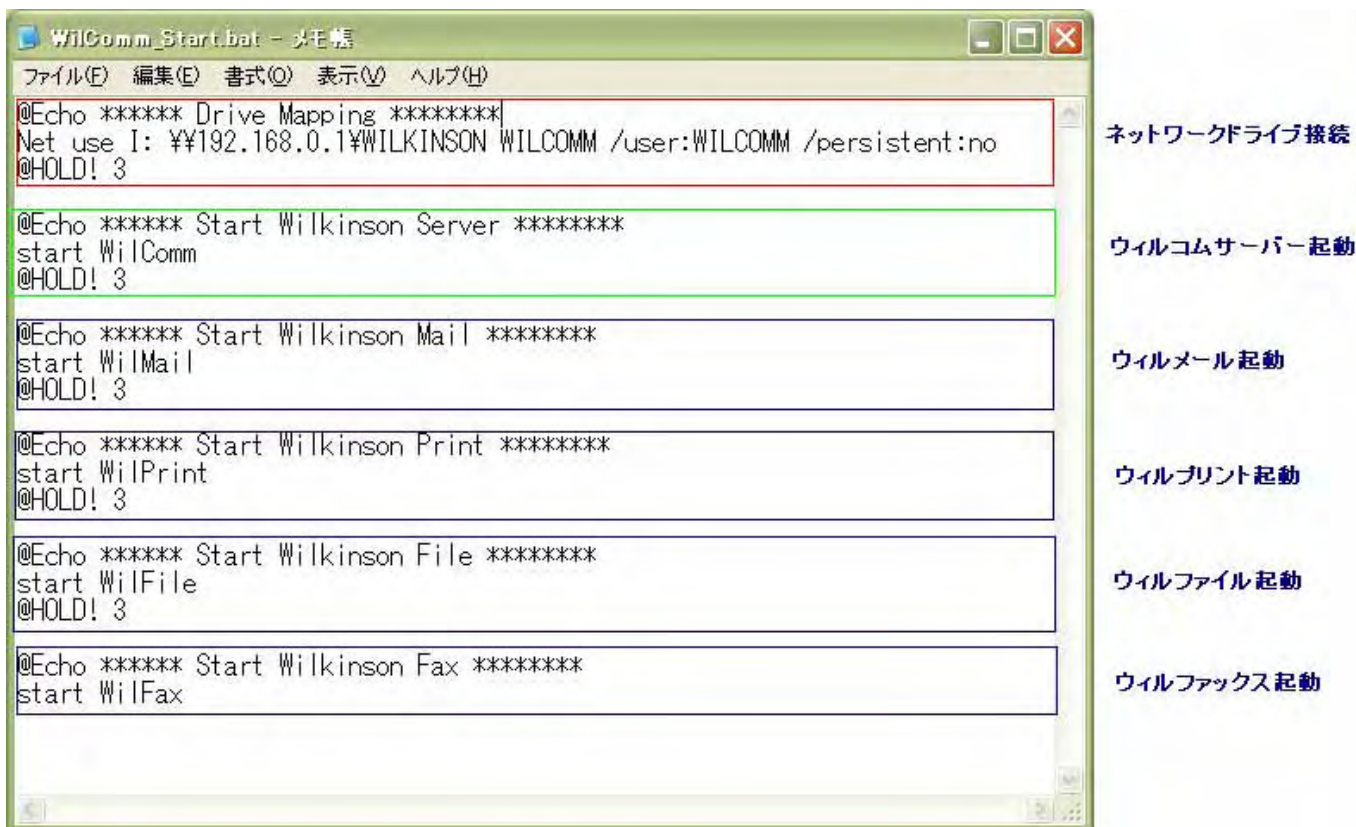 WilComm_Start.bat - メモ帳
ファイル(F) 編集(E) 書式(O) 表示(V) ヘルプ(H)
@Echo ****** Drive Mapping ********
Net use I: ¥¥192.168.0.1¥WILKINSON WILCOMM /user:WILCOMM /persistent:no
@HOLD! 3
ネットワークドライブ接続
@Echo ****** Start Wilkinson Server ********
start WilComm
@HOLD! 3
ウィルコムサーバー起動
@Echo ****** Start Wilkinson Mail ********
start WilMail
@HOLD! 3
ウィルメール起動
@Echo ****** Start Wilkinson Print ********
start WilPrint
@HOLD! 3
ウィルプリント起動
@Echo ****** Start Wilkinson File ********
start WilFile
@HOLD! 3
ウィルファイル起動
@Echo ****** Start Wilkinson Fax ********
start WilFax
ウィルファックス起動